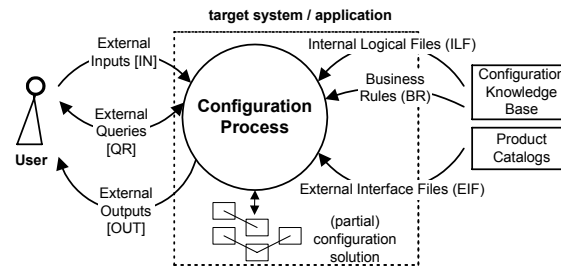 target system / application
External
Inputs [IN]
Internal Logical Files (ILF)
Business
Rules (BR)
Configuration
Knowledge
Base
Configuration
Process
External
Queries
[QR]
User
Product
Catalogs
External Interface Files (EIF)
External
Outputs
[OUT]
(partial)
configuration
solution